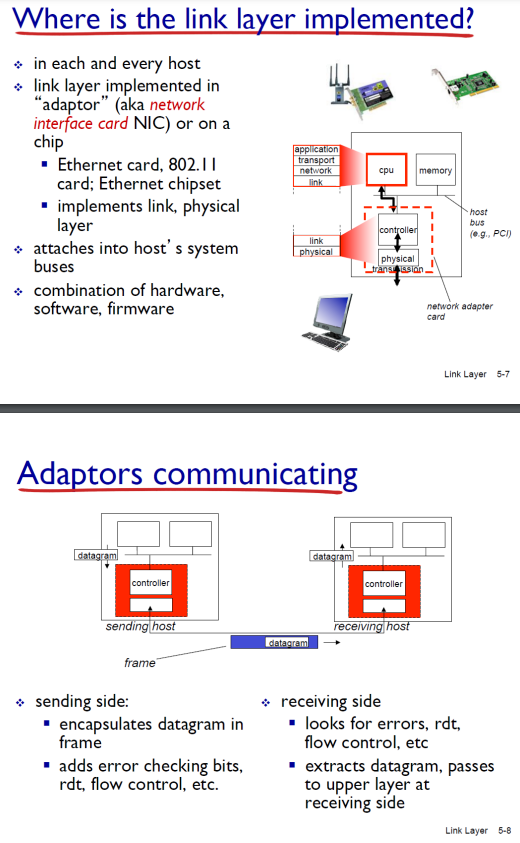 Where is the link layer implemented?
in each and every host
link layer implemented in
“adaptor” (aka network
interface card NIC) or on a
chip
Ethernet card, 802.11
card; Ethernet chipset
implements link, physical
layer
attaches into host’s system
buses
combination of hardware,
software, firmware
application
transport
network
link
cpu
memory
host
bus
(e.g., PCI)
controller
link
physical
physical
transmission
network adapter
card
Link Layer 5-7
Adaptors communicating
datagram
controller
sending host
datagram
controller
receiving host
datagram
frame
sending side:
encapsulates datagram in
frame
adds error checking bits,
rdt, flow control, etc.
receiving side
looks for errors, rdt,
flow control, etc
extracts datagram, passes
to upper layer at
receiving side
Link Layer 5-8